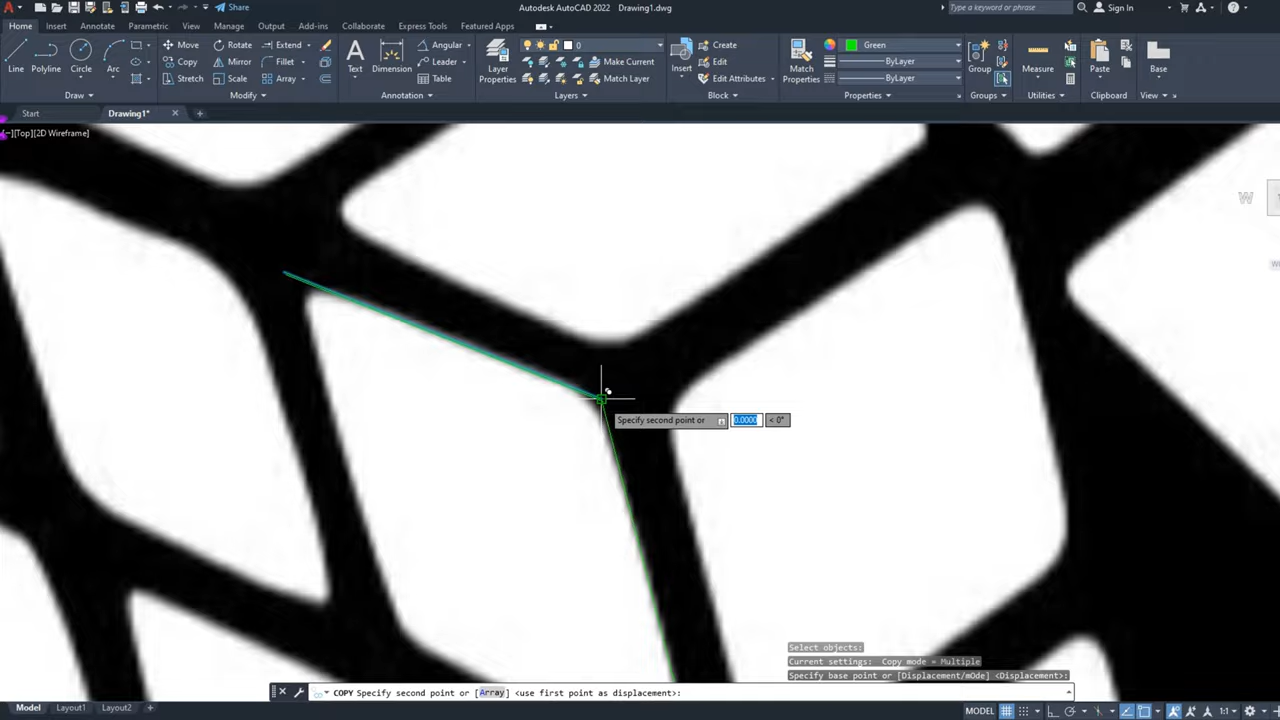 Share
Autodesk AutoCAD 2022 Drawing1.dwg
Type a keyword or phrase
Sign In
Home Insert Annotate Parametric View Manage Output Add-ins Collaborate Express Tools Featured Apps
Line Polyline Circle Arc
Move Rotate Extend
Copy Mirror Fillet
Stretch Scale Array
Text Dimension
Angular
Leader
Table
Layer Properties
0
Make Current
Match Layer
Insert
Create
Edit
Edit Attributes
Match Properties
Green
ByLayer
ByLayer
Group
Measure
Paste
Base
Draw Modify Annotation Layers Block Properties Groups Utilities Clipboard View
Start Drawing1*
[−][Top][2D Wireframe]
W
Specify second point or 0.0000 < 0°
Select objects:
Current settings: Copy mode = Multiple
Specify base point or [Displacement/mOde] <Displacement>:
COPY Specify second point or [Array] <use first point as displacement>:
Model Layout1 Layout2 +
MODEL 1:1